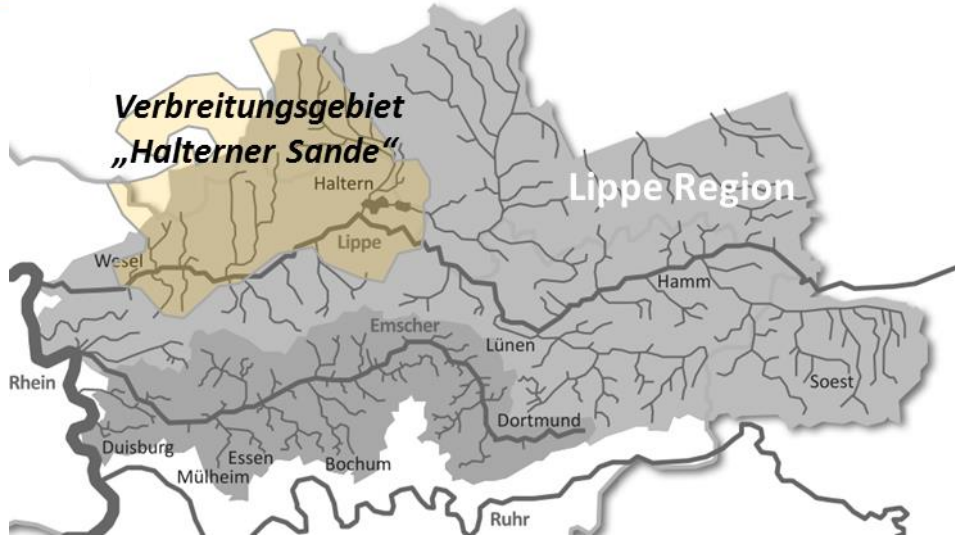 Verbreitungsgebiet
„Halterner Sande“
Haltern
Lippe Region
Lippe
Wesel
Hamm
Emscher
Lünen
Rhein
Soest
Dortmund
Duisburg
Essen
Bochum
Mülheim
Ruhr